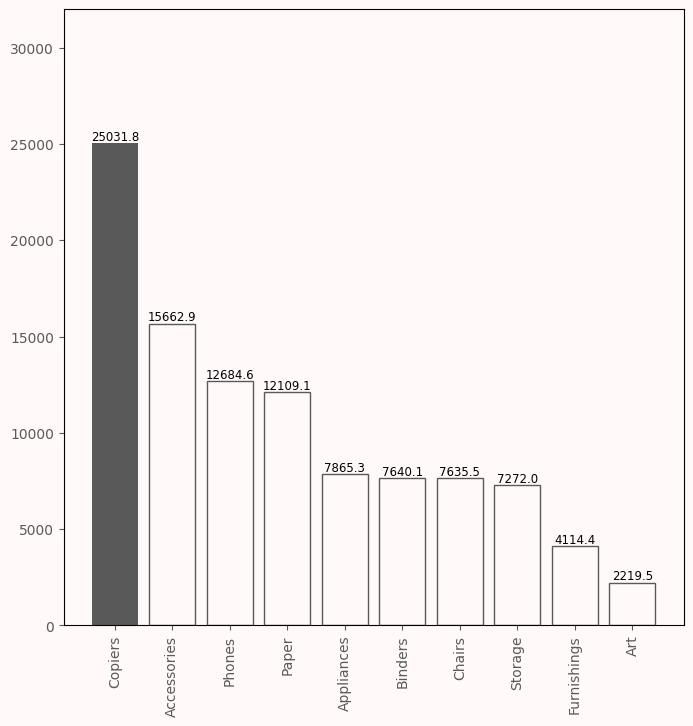 30000
25000
20000
15000
10000
5000
0
25031.8
15662.9
12684.6
12109.1
7865.3
7640.1
7635.5
7272.0
4114.4
2219.5
Copiers
Accessories
Phones
Paper
Appliances
Binders
Chairs
Storage
Furnishings
Art